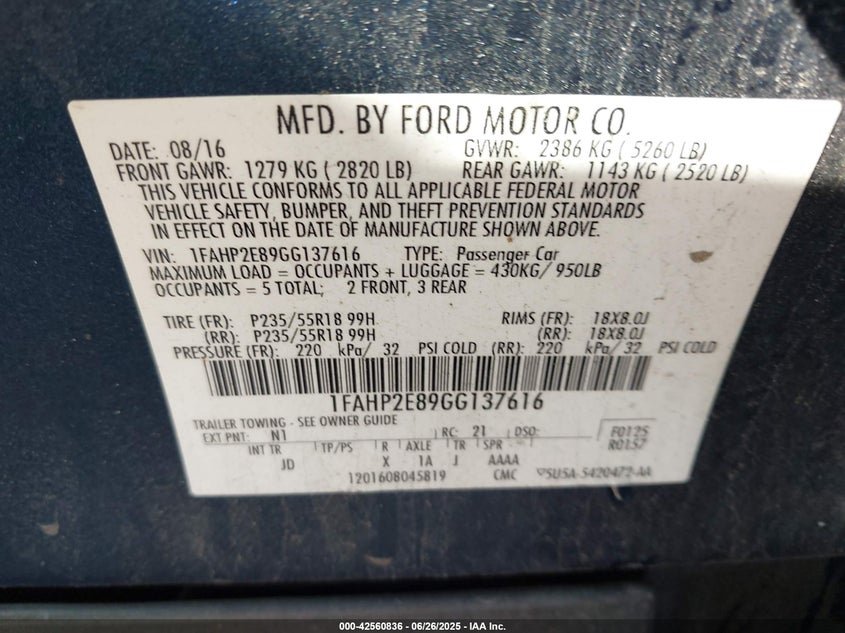 MFD. BY FORD MOTOR CO.
DATE: 08/16 GVWR: 2386 KG ( 5260 LB)
FRONT GAWR: 1279 KG ( 2820 LB) REAR GAWR: 1143 KG ( 2520 LB)
THIS VEHICLE CONFORMS TO ALL APPLICABLE FEDERAL MOTOR
VEHICLE SAFETY, BUMPER, AND THEFT PREVENTION STANDARDS
IN EFFECT ON THE DATE OF MANUFACTURE SHOWN ABOVE.
VIN: 1FAHP2E89GG137616 TYPE: Passenger Car
MAXIMUM LOAD = OCCUPANTS + LUGGAGE = 430KG/ 950LB
OCCUPANTS = 5 TOTAL; 2 FRONT, 3 REAR
TIRE (FR): P235/55R18 99H RIMS (FR): 18X8.0J
(RR): P235/55R18 99H (RR): 18X8.0J
PRESSURE (FR): 220 kPa/ 32 PSI COLD (RR): 220 kPa/ 32 PSI COLD
1FAHP2E89GG137616
TRAILER TOWING - SEE OWNER GUIDE
EXT PNT: N1 RC: 21 DSO: F0125
INT TR TP/PS R AXLE TR SPR R0157
JD X 1A J AAAA
1201608045819 CMC 5U5A-5420472-AA
000-42560836 - 06/26/2025 - IAA Inc.